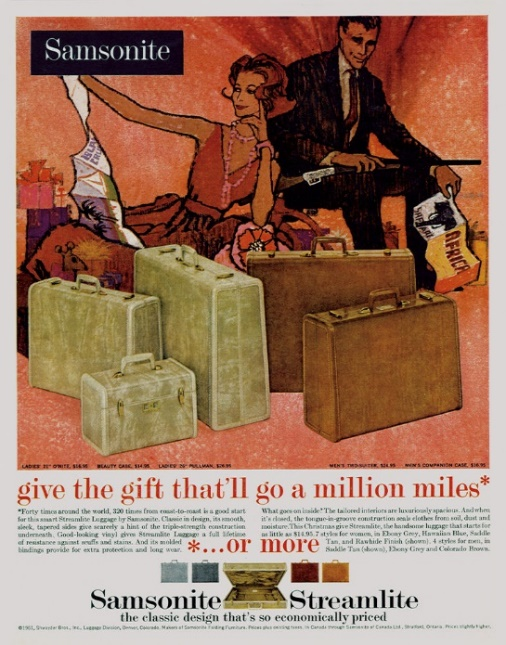 Samsonite
AFRICA
LADIES' 21" O'NITE, $19.95 BEAUTY CASE, $14.95 LADIES' 26" PULLMAN, $29.95 MEN'S TWO-SUITER, $24.95 MEN'S COMPANION CASE, $19.95
give the gift that'll go a million miles*
*Forty times around the world, 320 times from coast-to-coast is a good start
for this smart Streamlite Luggage by Samsonite. Classic in design, its smooth,
sleek, tapered sides give scarcely a hint of the triple-strength construction
underneath. Good-looking vinyl gives Streamlite Luggage a full lifetime
of resistance against scuffs and stains. And its molded
bindings provide for extra protection and long wear.
What goes on inside? The tailored interiors are luxuriously spacious. And when
it's closed, the tongue-in-groove construction seals clothes from soil, dust and
moisture. This Christmas give Streamlite, the handsome luggage that starts for
as little as $14.95. 7 styles for women, in Ebony Grey, Hawaiian Blue, Saddle
Tan, and Rawhide Finish (shown). 4 styles for men, in
Saddle Tan (shown), Ebony Grey and Colorado Brown.
*...or more
Samsonite Streamlite
the classic design that's so economically priced
Shwayder Bros., Inc., Luggage Division, Denver, Colorado. Makers of Samsonite Folding Furniture. Prices plus existing taxes. In Canada through Samsonite of Canada Ltd., Stratford, Ontario. Prices slightly higher.